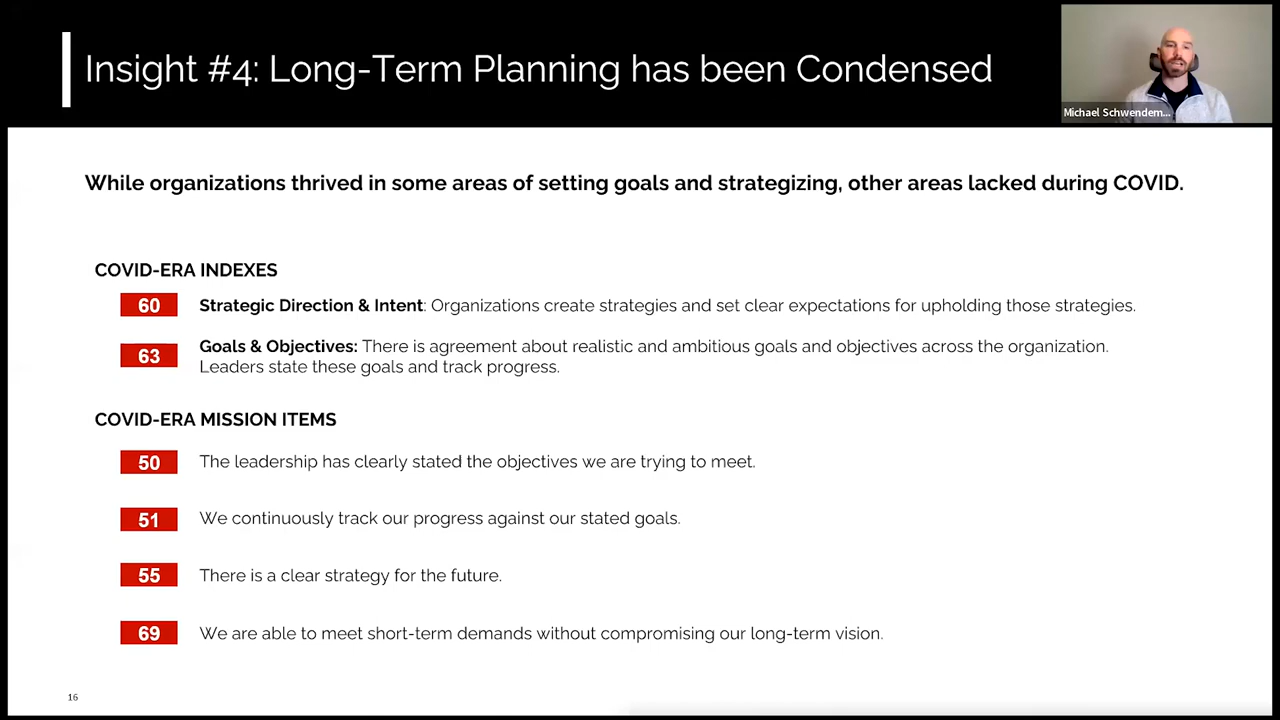 Insight #4: Long-Term Planning has been Condensed
Michael Schwendem...
While organizations thrived in some areas of setting goals and strategizing, other areas lacked during COVID.
COVID-ERA INDEXES
60 Strategic Direction & Intent: Organizations create strategies and set clear expectations for upholding those strategies.
63 Goals & Objectives: There is agreement about realistic and ambitious goals and objectives across the organization.
Leaders state these goals and track progress.
COVID-ERA MISSION ITEMS
50 The leadership has clearly stated the objectives we are trying to meet.
51 We continuously track our progress against our stated goals.
55 There is a clear strategy for the future.
69 We are able to meet short-term demands without compromising our long-term vision.
16